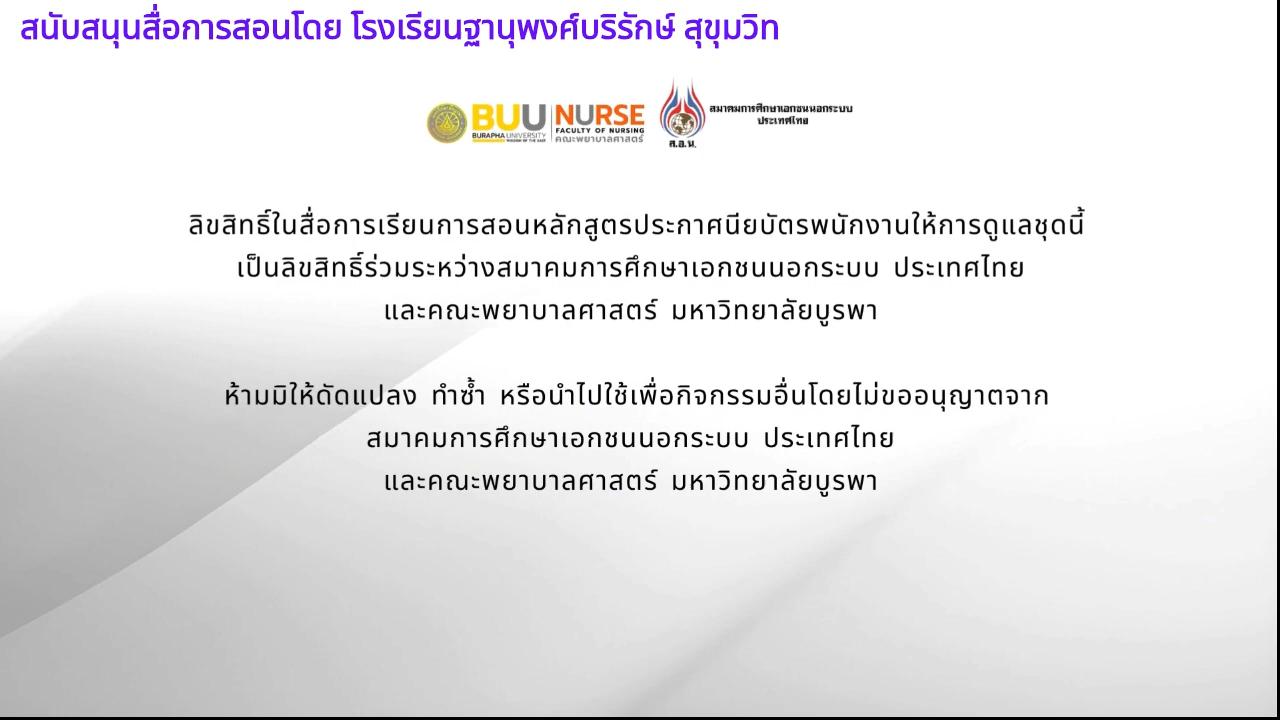 สนับสนุนสื่อการสอนโดย โรงเรียนฐานุพงศ์บริรักษ์ สุขุมวิท
BUU NURSE
BURAPHA UNIVERSITY FACULTY OF NURSING
WISDOM OF THE EAST คณะพยาบาลศาสตร์
สมาคมการศึกษาเอกชนนอกระบบ
ประเทศไทย
ส.อ.น.
ลิขสิทธิ์ในสื่อการเรียนการสอนหลักสูตรประกาศนียบัตรพนักงานให้การดูแลชุดนี้
เป็นลิขสิทธิ์ร่วมระหว่างสมาคมการศึกษาเอกชนนอกระบบ ประเทศไทย
และคณะพยาบาลศาสตร์ มหาวิทยาลัยบูรพา
ห้ามมิให้ดัดแปลง ทำซ้ำ หรือนำไปใช้เพื่อกิจกรรมอื่นโดยไม่ขออนุญาตจาก
สมาคมการศึกษาเอกชนนอกระบบ ประเทศไทย
และคณะพยาบาลศาสตร์ มหาวิทยาลัยบูรพา